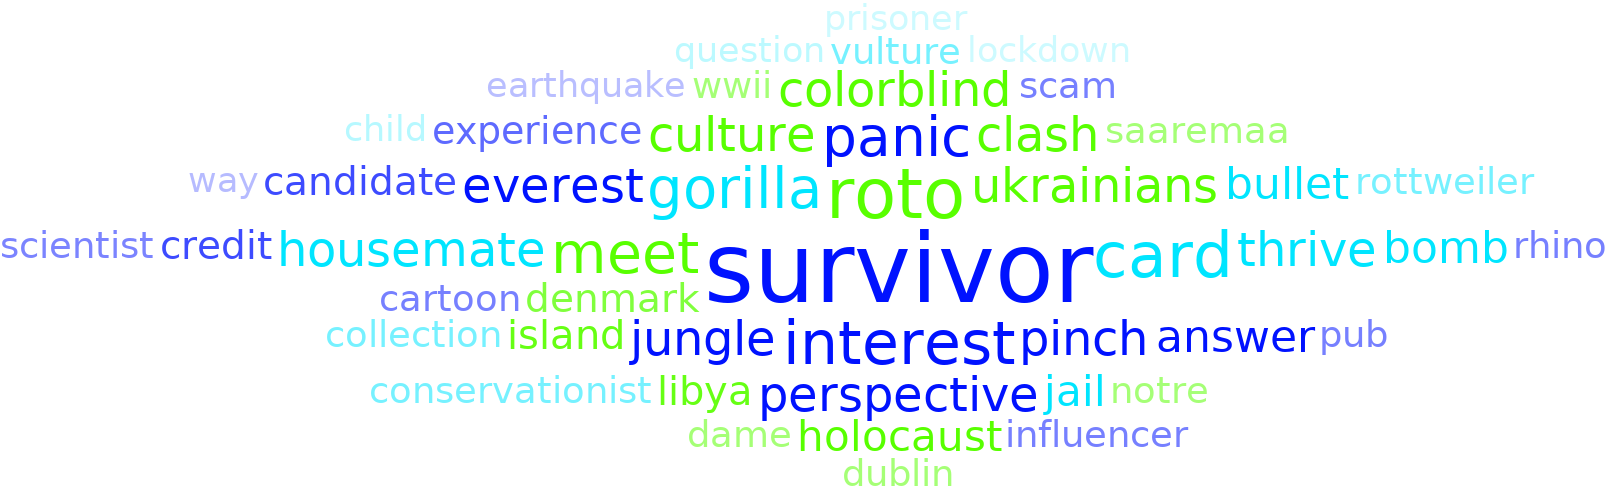 prisoner
question vulture lockdown
earthquake wwii colorblind scam
child experience culture panic clash saaremaa
way candidate everest gorilla roto ukrainians bullet rottweiler
scientist credit housemate meet survivor card thrive bomb rhino
cartoon denmark
collection island jungle interest pinch answer pub
conservationist libya perspective jail notre
dame holocaust influencer
dublin